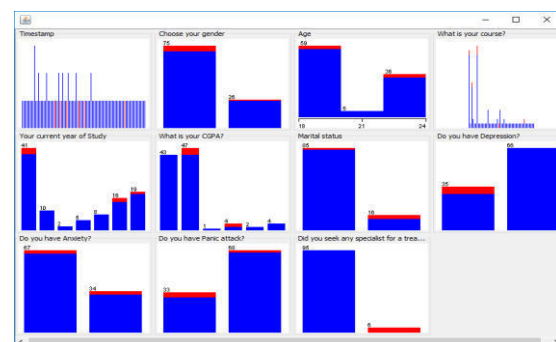 Timestamp
Choose your gender
Age
What is your course?
75
26
59
6
36
18
21
24
Your current year of Study
What is your CGPA?
Marital status
Do you have Depression?
41
10
2
6
8
16
19
43
47
1
4
2
4
85
16
35
66
Do you have Anxiety?
Do you have Panic attack?
Did you seek any specialist for a trea....
67
34
33
68
95
6